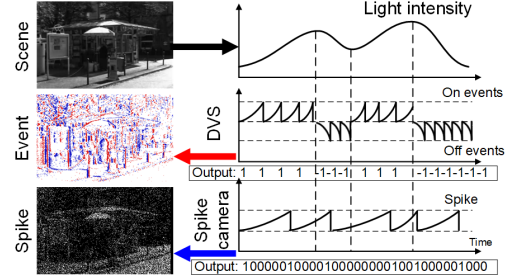 Light intensity
Scene
On events
DVS
Event
Off events
Output: 1 1 1 1 -1-1-1 1 1 1 1 -1-1-1-1-1-1
Spike
Spike camera
Spike
Time
Output: 1000001000010000000010000100001000